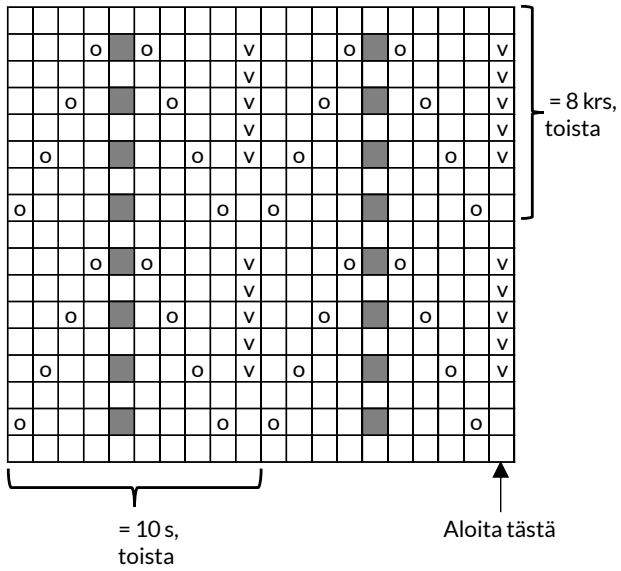 o o v o o v
v v
o o v o o v
v v
o o v o o v
o o o o
o o v o o v
v v
o o v o o v
v v
o o v o o v
o o o o
= 8 krs,
toista
= 10 s,
toista
Aloita tästä